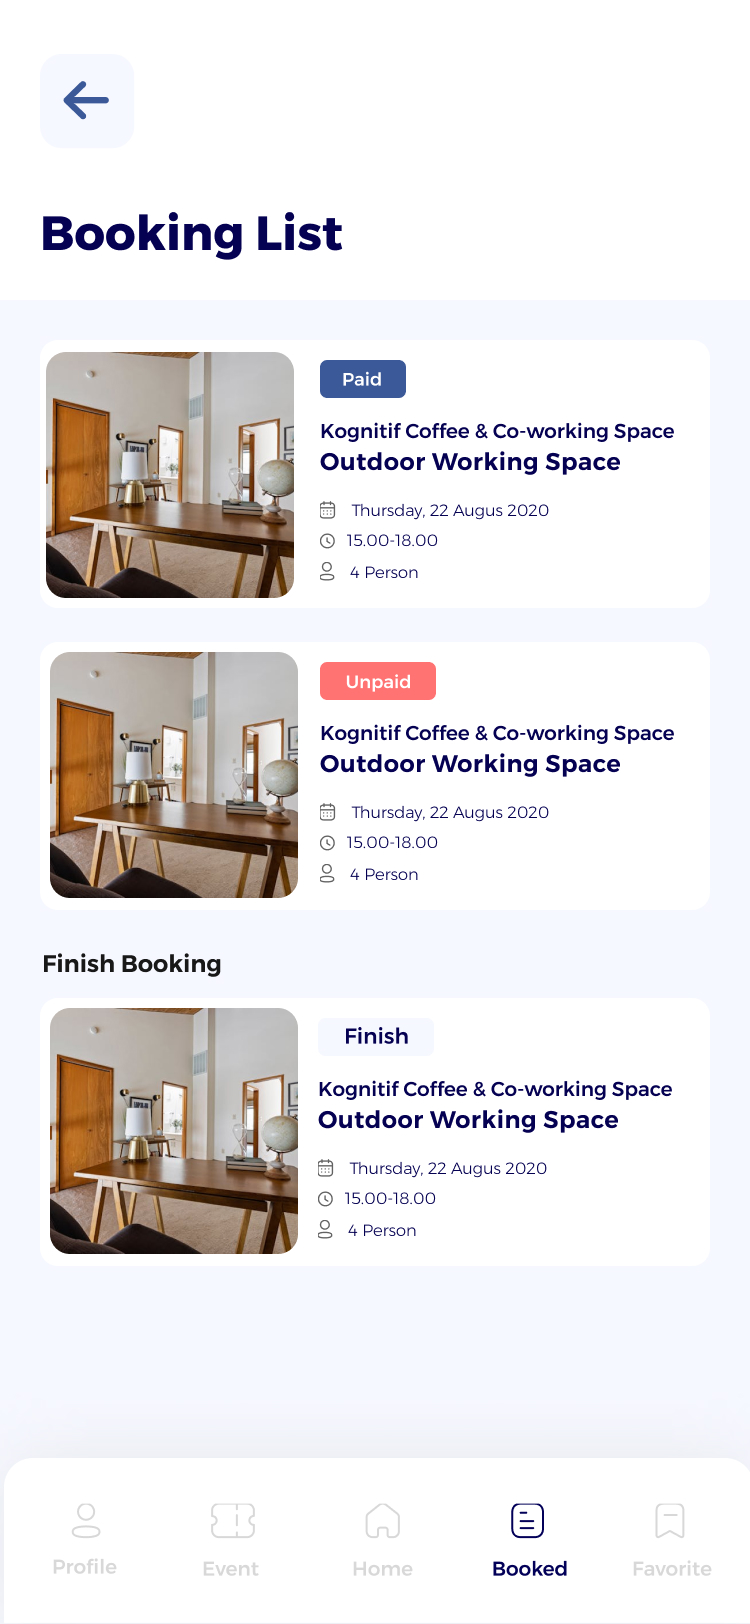 Booking List
Paid
Kognitif Coffee & Co-working Space
Outdoor Working Space
Thursday, 22 Augus 2020
15.00-18.00
4 Person
Unpaid
Kognitif Coffee & Co-working Space
Outdoor Working Space
Thursday, 22 Augus 2020
15.00-18.00
4 Person
Finish Booking
Finish
Kognitif Coffee & Co-working Space
Outdoor Working Space
Thursday, 22 Augus 2020
15.00-18.00
4 Person
Profile
Event
Home
Booked
Favorite